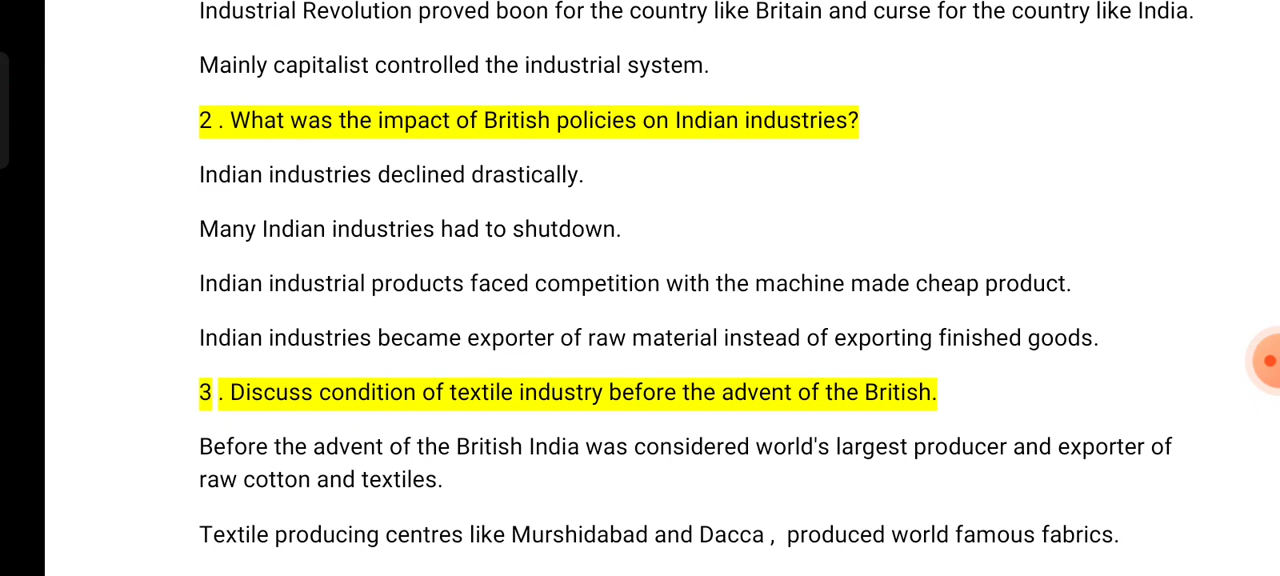 Industrial Revolution proved boon for the country like Britain and curse for the country like India.
Mainly capitalist controlled the industrial system.
2 . What was the impact of British policies on Indian industries?
Indian industries declined drastically.
Many Indian industries had to shutdown.
Indian industrial products faced competition with the machine made cheap product.
Indian industries became exporter of raw material instead of exporting finished goods.
3 . Discuss condition of textile industry before the advent of the British.
Before the advent of the British India was considered world's largest producer and exporter of
raw cotton and textiles.
Textile producing centres like Murshidabad and Dacca ,  produced world famous fabrics.